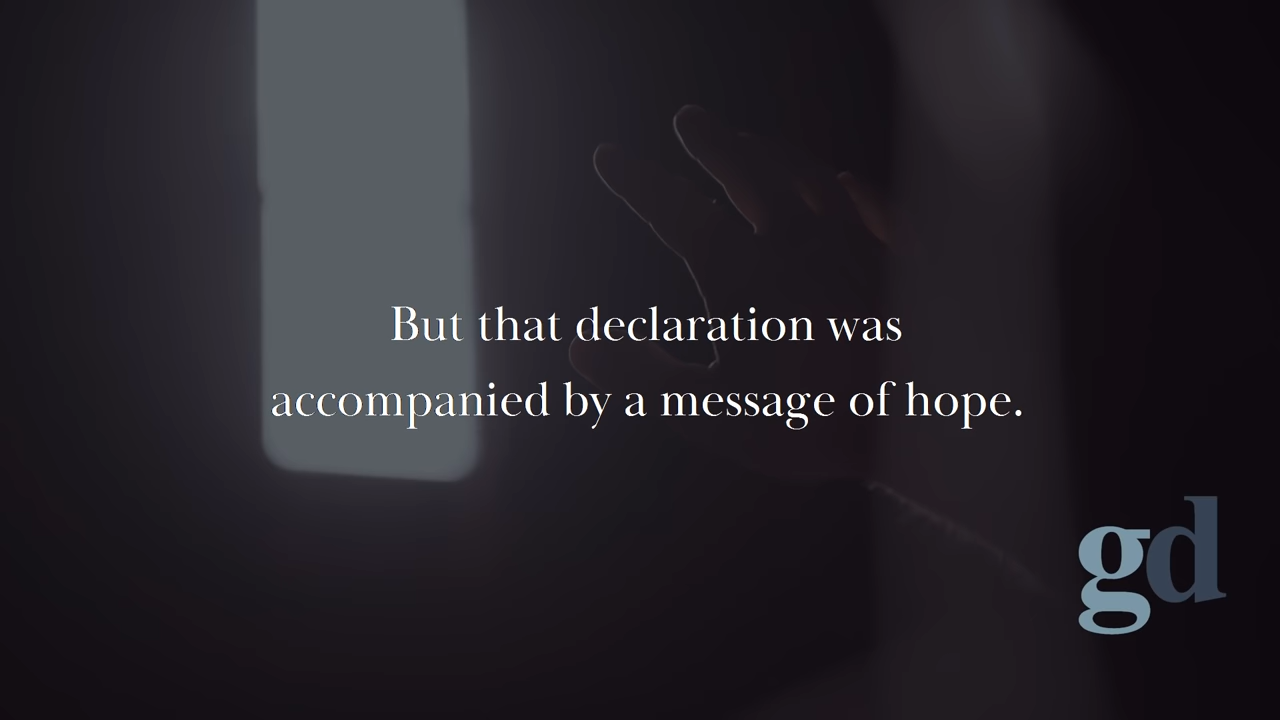 But that declaration was
accompanied by a message of hope.
gd